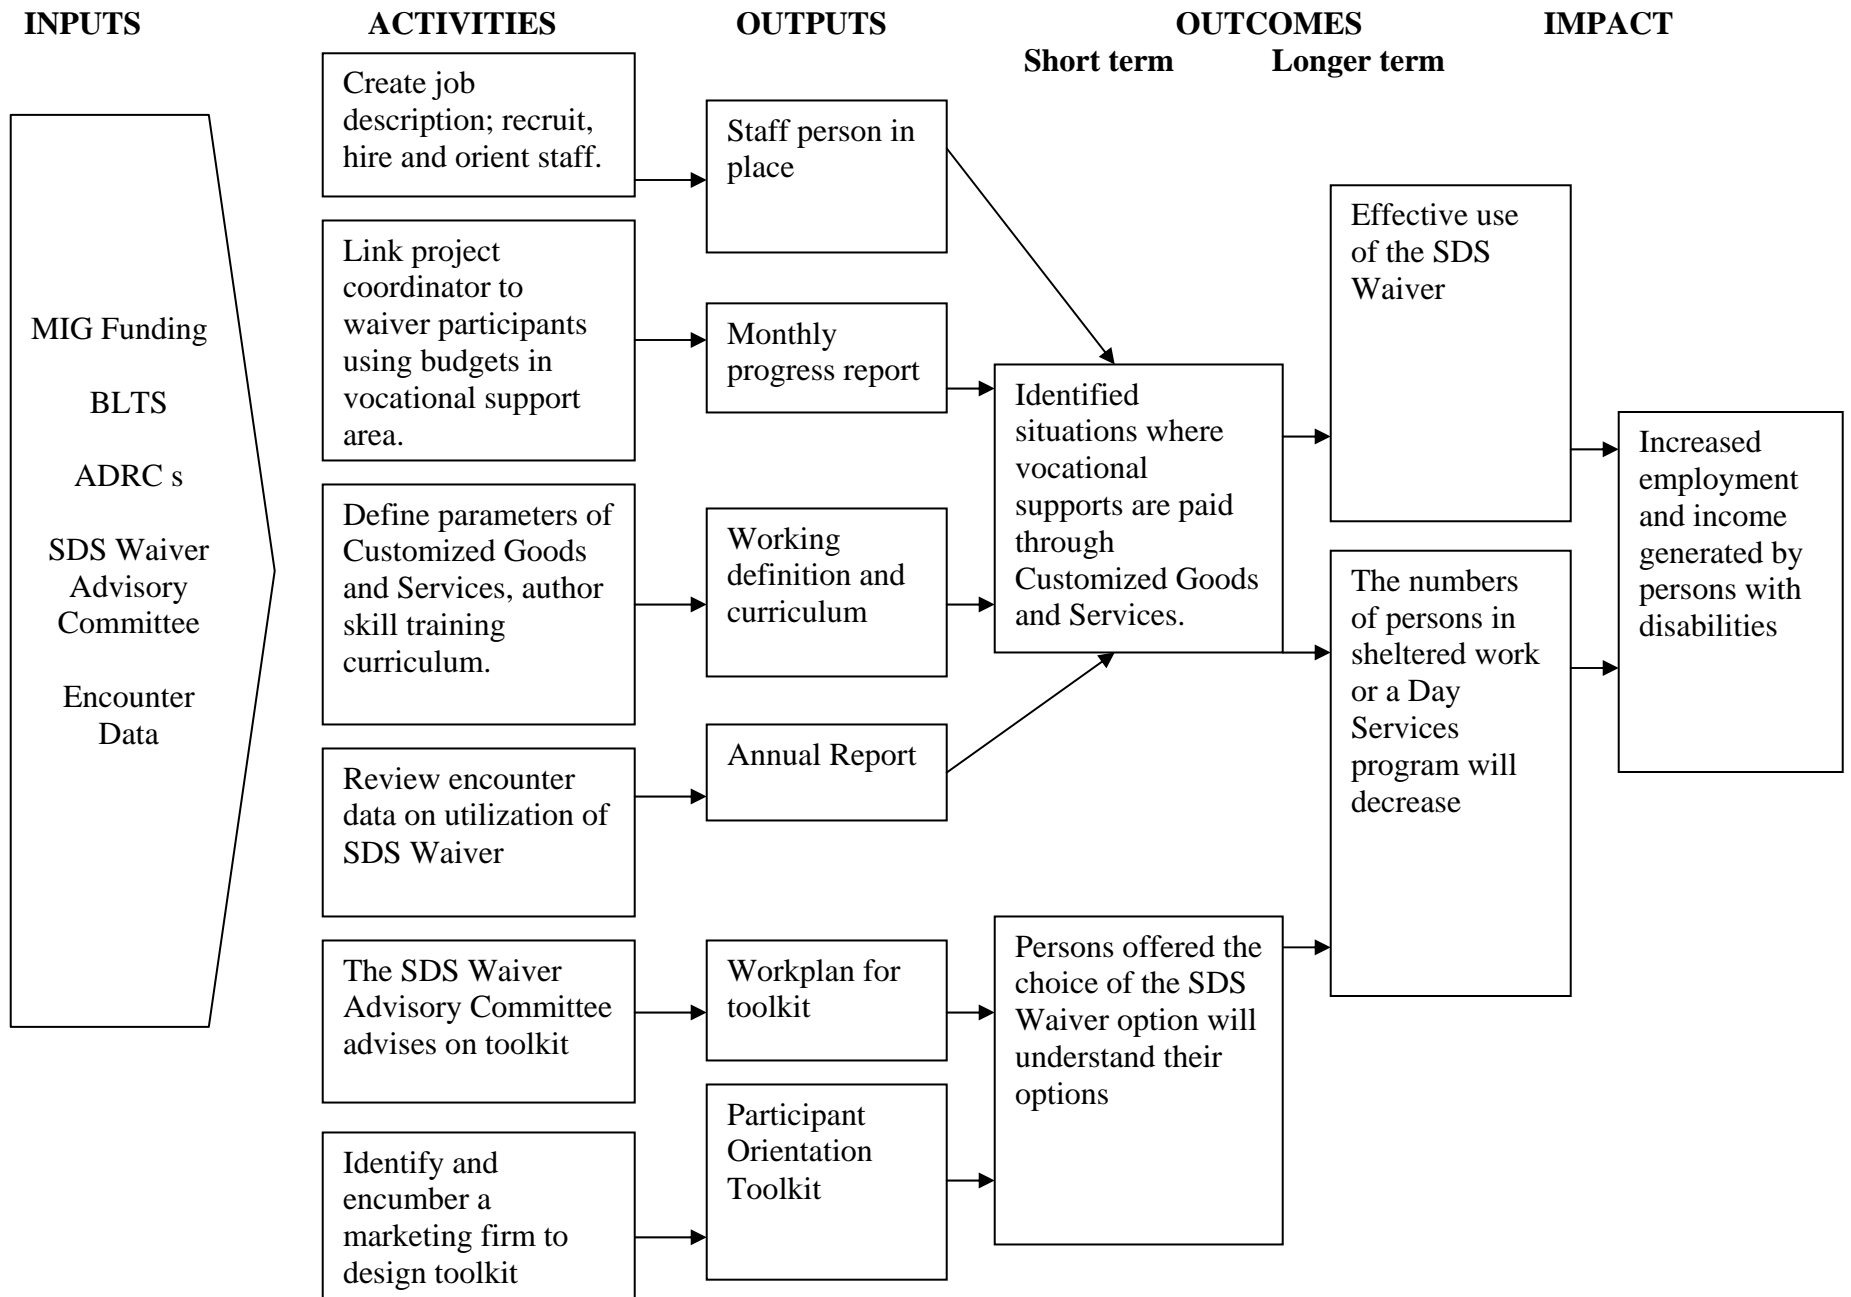 INPUTS
ACTIVITIES
OUTPUTS
OUTCOMES
IMPACT
Short term
Longer term
MIG Funding
BLTS
ADRC s
SDS Waiver
Advisory
Committee
Encounter
Data
Create job
description; recruit,
hire and orient staff.
Link project
coordinator to
waiver participants
using budgets in
vocational support
area.
Define parameters of
Customized Goods
and Services, author
skill training
curriculum.
Review encounter
data on utilization of
SDS Waiver
The SDS Waiver
Advisory Committee
advises on toolkit
Identify and
encumber a
marketing firm to
design toolkit
Staff person in
place
Monthly
progress report
Working
definition and
curriculum
Annual Report
Workplan for
toolkit
Participant
Orientation
Toolkit
Identified
situations where
vocational
supports are paid
through
Customized Goods
and Services.
Persons offered the
choice of the SDS
Waiver option will
understand their
options
Effective use
of the SDS
Waiver
The numbers
of persons in
sheltered work
or a Day
Services
program will
decrease
Increased
employment
and income
generated by
persons with
disabilities